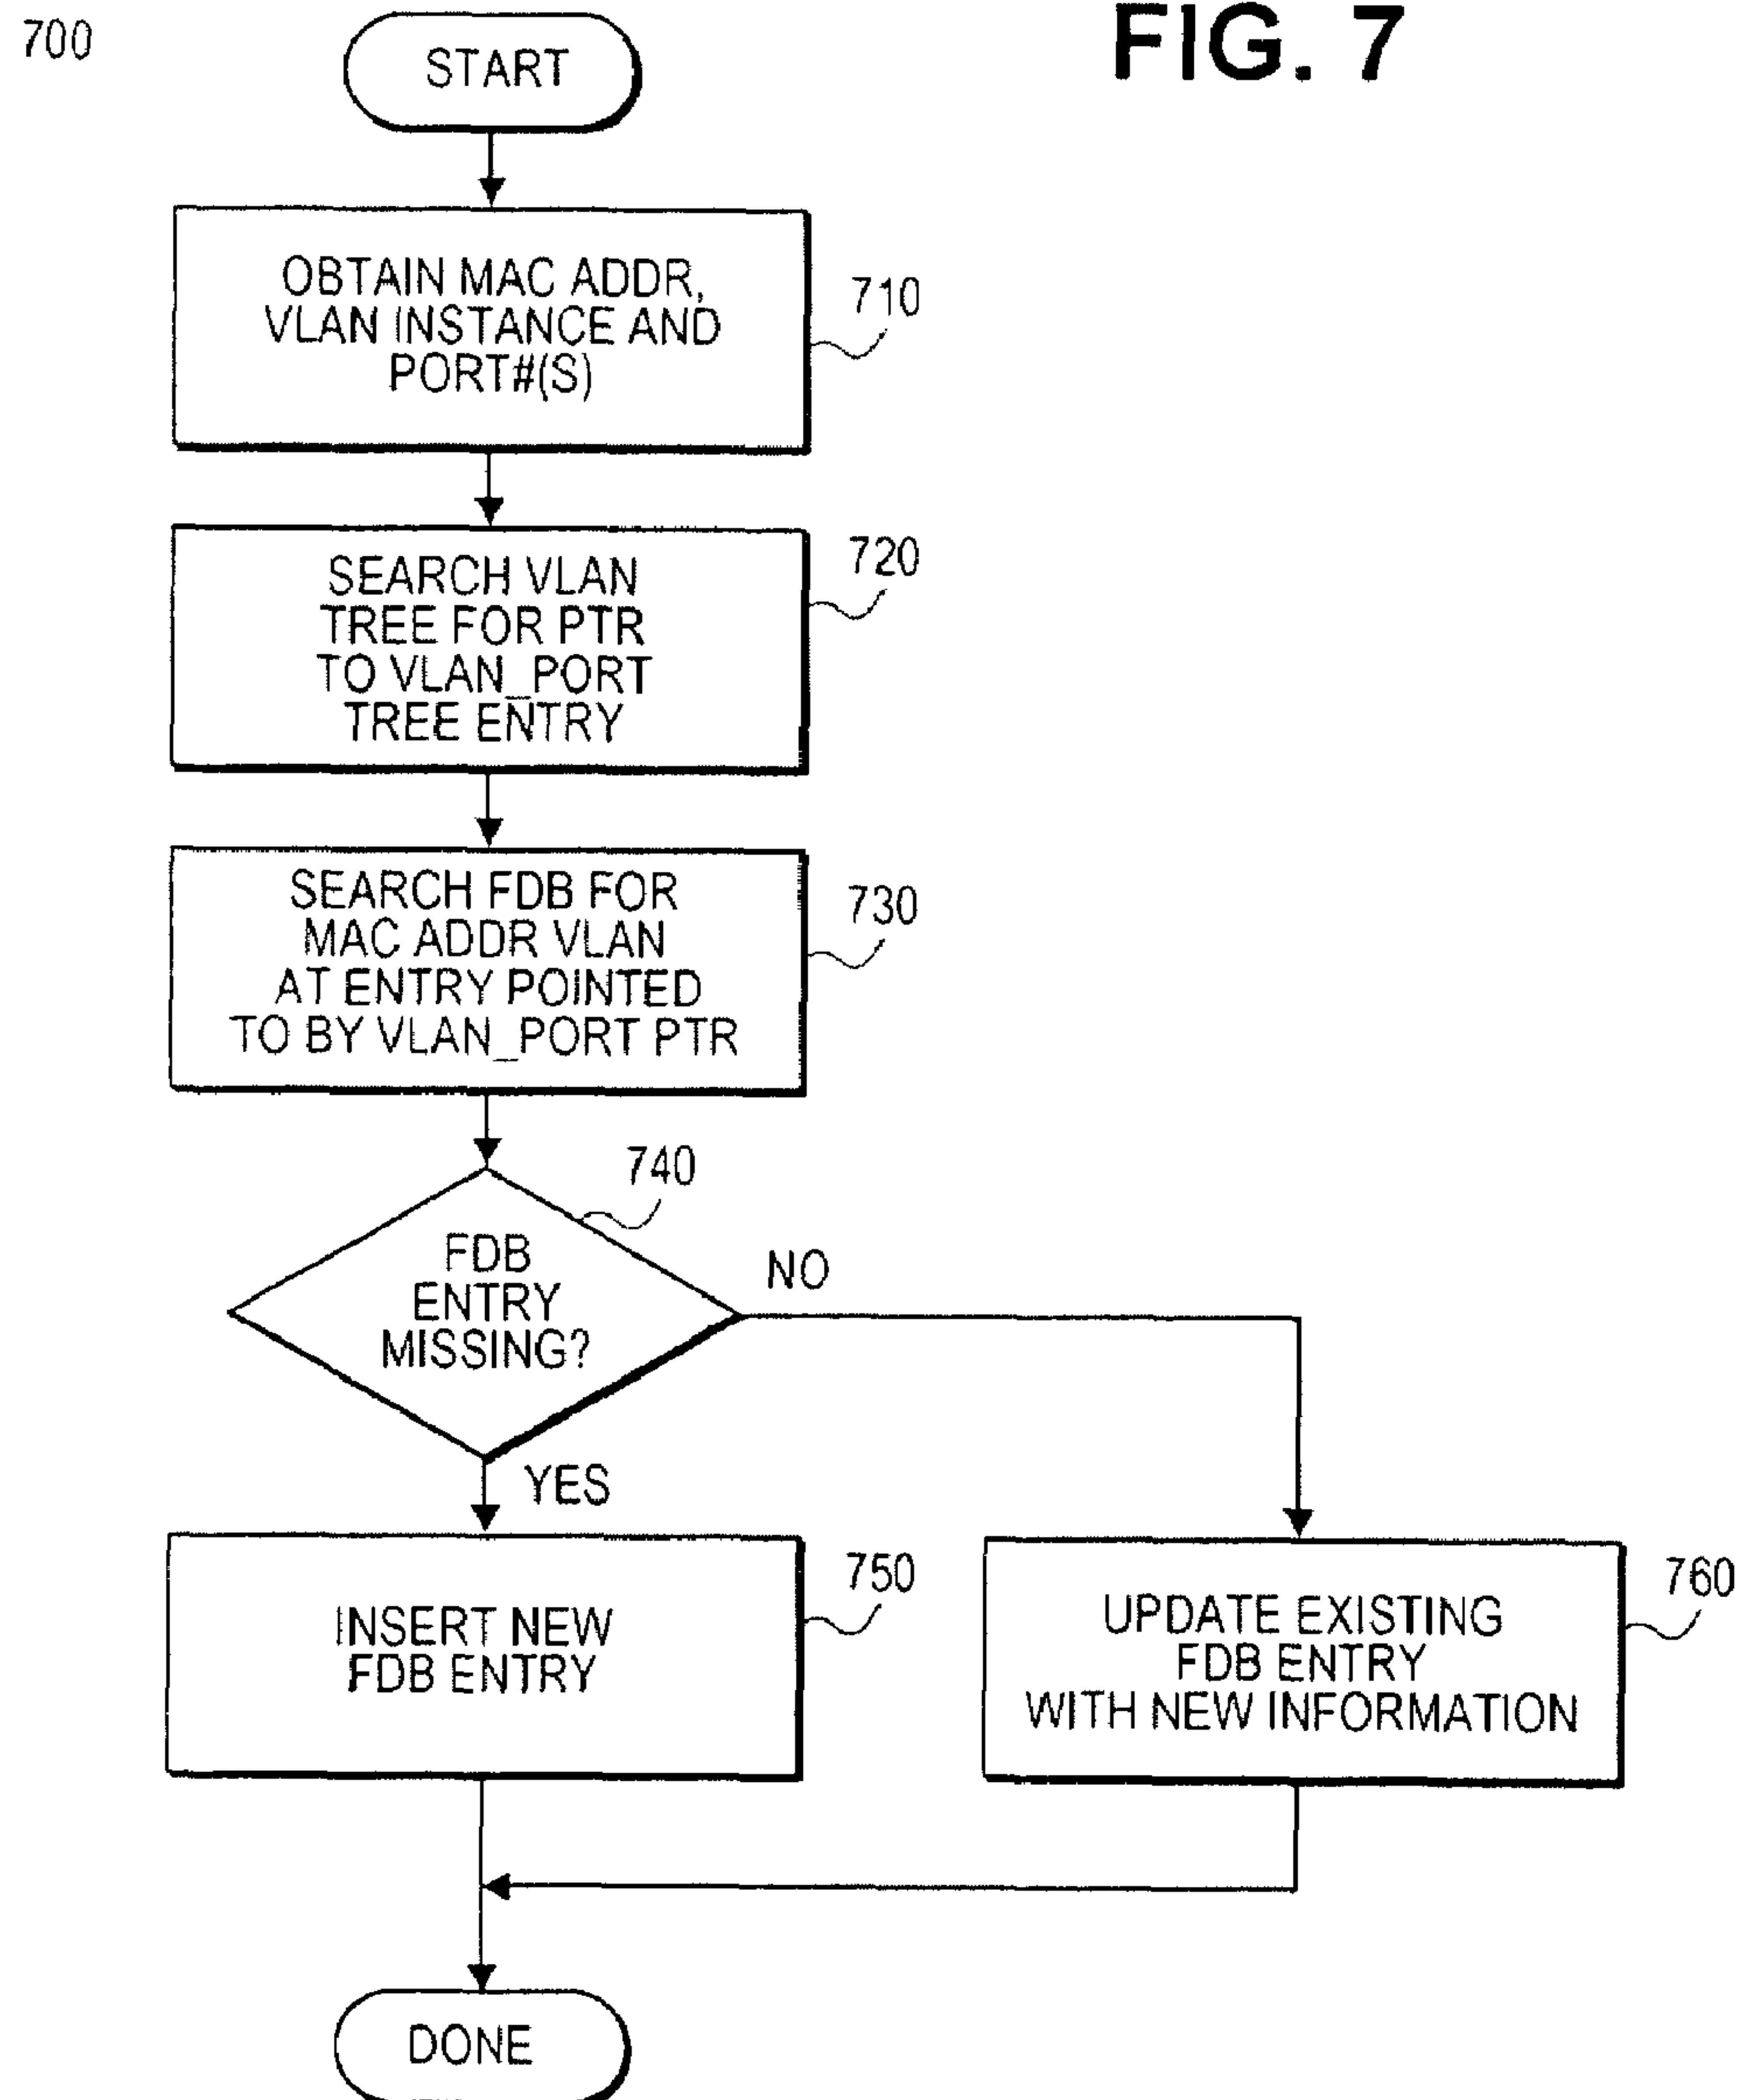 700
FIG. 7
START
OBTAIN MAC ADDR,
VLAN INSTANCE AND
PORT#(S)
710
SEARCH VLAN
TREE FOR PTR
TO VLAN_PORT
TREE ENTRY
720
SEARCH FDB FOR
MAC ADDR VLAN
AT ENTRY POINTED
TO BY VLAN_PORT PTR
730
740
FDB
ENTRY
MISSING?
NO
YES
INSERT NEW
FDB ENTRY
750
UPDATE EXISTING
FDB ENTRY
WITH NEW INFORMATION
760
DONE